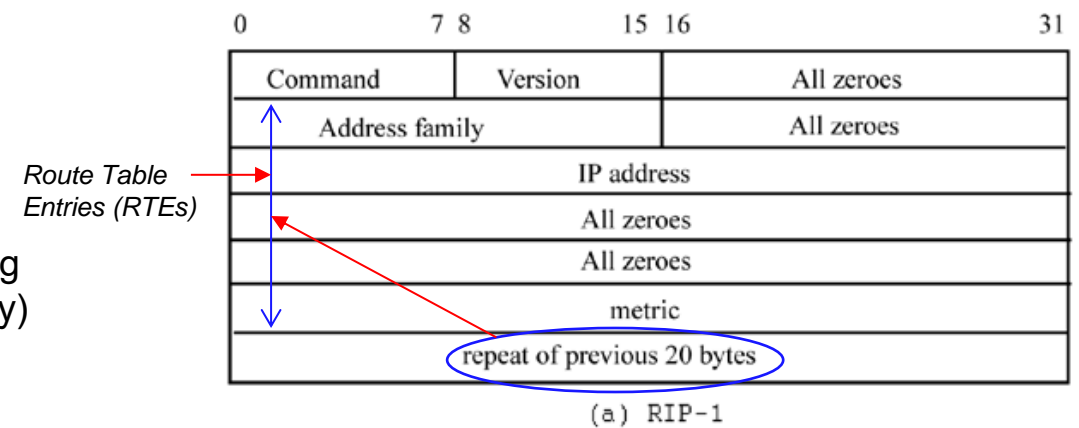 0 7 8 15 16 31
Command Version All zeroes
Address family All zeroes
Route Table
Entries (RTEs)
IP address
All zeroes
g
All zeroes
y)
metric
repeat of previous 20 bytes
(a) RIP-1